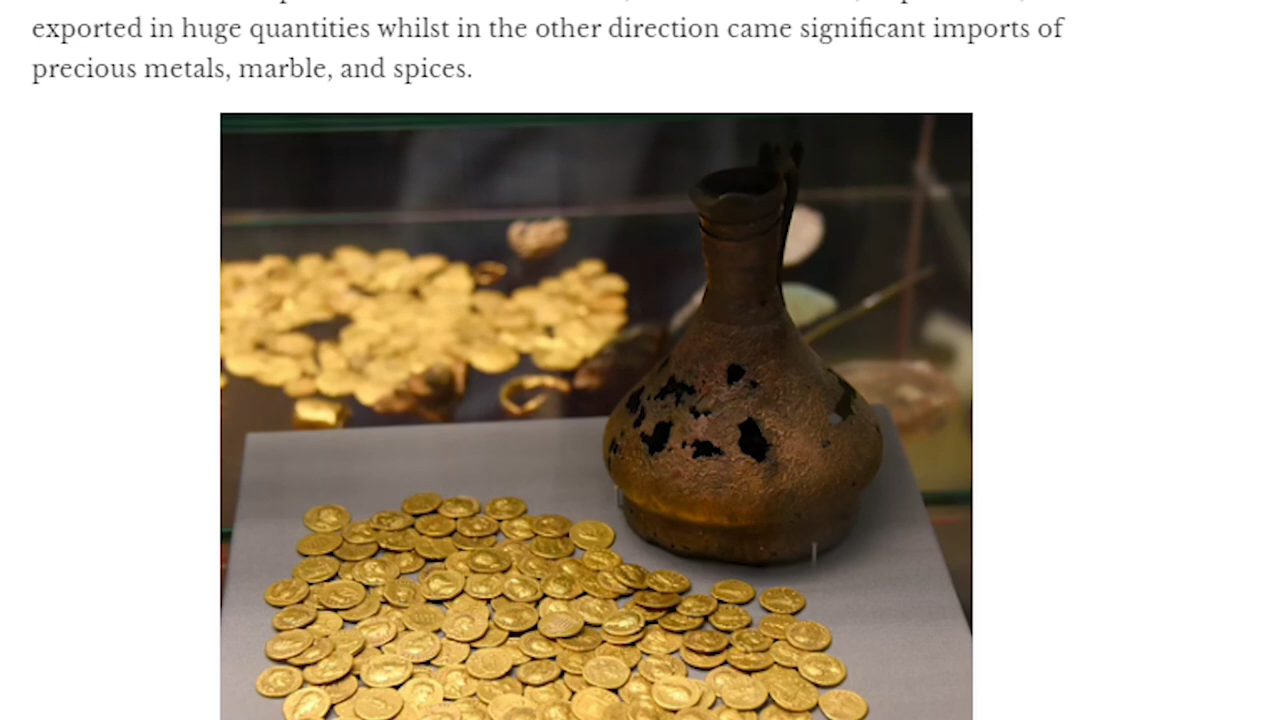 exported in huge quantities whilst in the other direction came significant imports of
precious metals, marble, and spices.